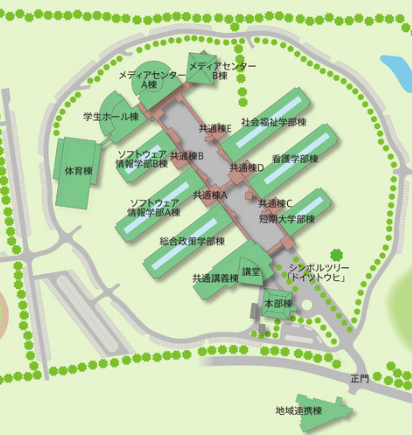 メディアセンター
B棟
メディアセンター
A棟
学生ホール棟
共通棟E
社会福祉学部棟
ソフトウェア
情報学部B棟
共通棟B
看護学部棟
体育棟
共通棟D
共通棟A
ソフトウェア
情報学部A棟
共通棟C
短期大学部棟
総合政策学部棟
共通講義棟
講堂
シンボルツリー
「ドイツトウヒ」
本部棟
正門
地域連携棟